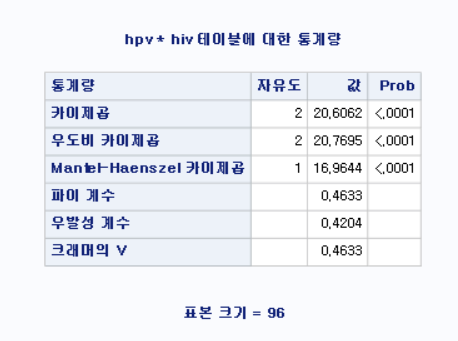 hpv * hiv 테이블에 대한 통계량
통계량 자유도 값 Prob
카이제곱 2 20.6062 <.0001
우도비 카이제곱 2 20.7695 <.0001
Mantel-Haenszel 카이제곱 1 16.9644 <.0001
파이 계수 0.4633
우발성 계수 0.4204
크래머의 V 0.4633
표본 크기 = 96